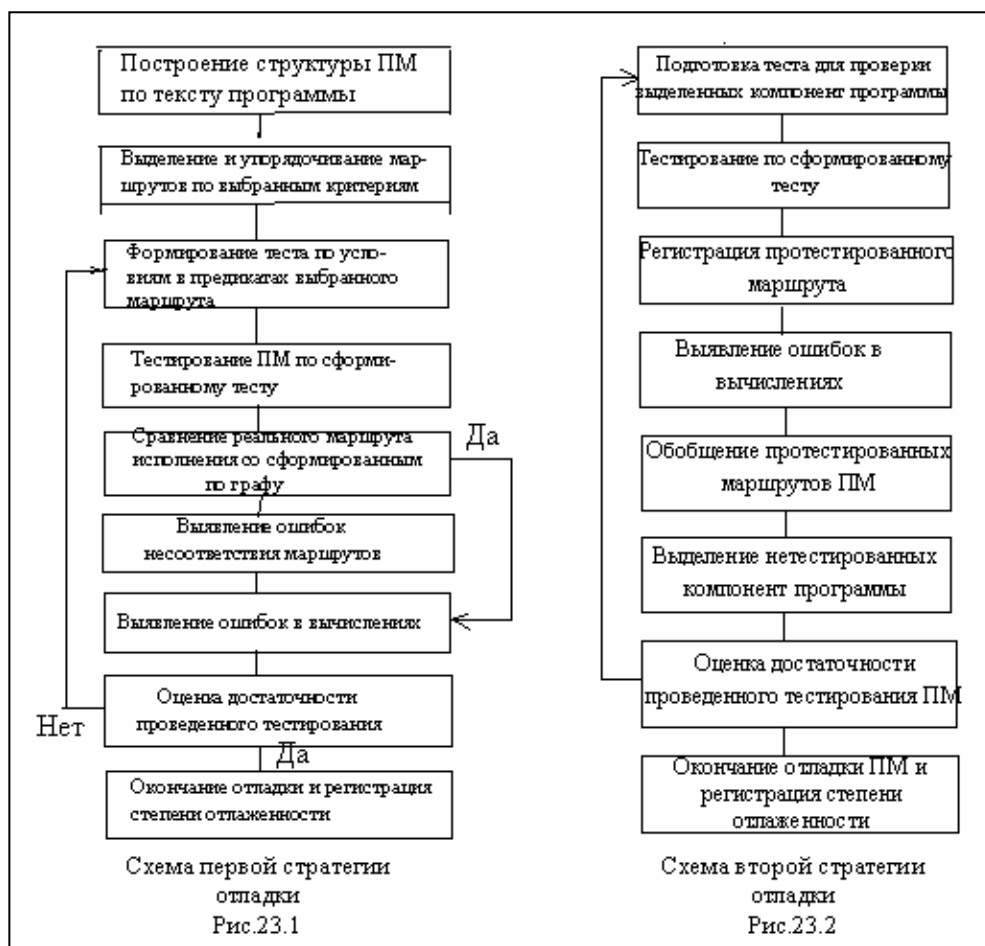 Построение структуры ПМ
по тексту программы
Выделение и упорядочивание мар-
шрутов по выбранным критериям
Формирование теста по усло-
виям в предикатах выбранного
маршрута
Тестирование ПМ по сформи-
рованному тесту
Сравнение реального маршрута
исполнения со сформированным
по графу
Да
Выявление ошибок
несоответствия маршрутов
Выявление ошибок в вычислениях
Оценка достаточности
проведенного тестирования
Нет
Да
Окончание отладки и регистрация
степени отлаженности
Схема первой стратегии
отладки
Рис.23.1
Подготовка теста для проверки
выделенных компонент программы
Тестирование по сформированному
тесту
Регистрация протестированного
маршрута
Выявление ошибок в
вычислениях
Обобщение протестированных
маршрутов ПМ
Выделение нетестированных
компонент программы
Оценка достаточности
проведенного тестирования ПМ
Окончание отладки ПМ и
регистрация степени
отлаженности
Схема второй стратегии
отладки
Рис.23.2